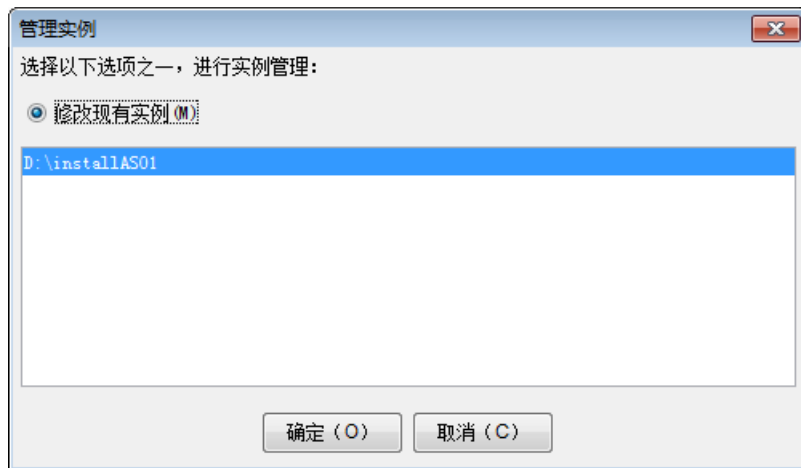 管理实例
选择以下选项之一，进行实例管理：
修改现有实例(M)
D:\installAS01
确定（O）
取消（C）